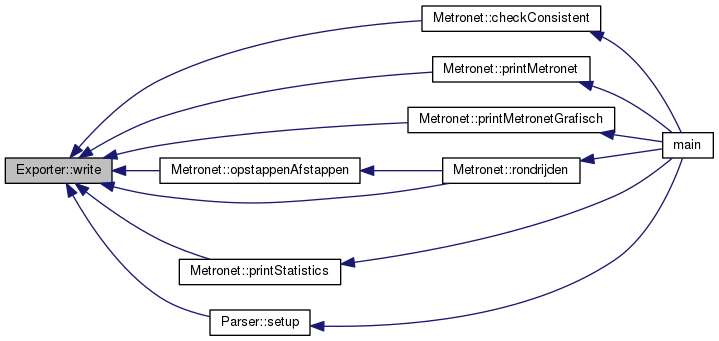 Metronet::checkConsistent
Metronet::printMetronet
Metronet::printMetronetGrafisch
main
Exporter::write
Metronet::opstappenAfstappen
Metronet::rondrijden
Metronet::printStatistics
Parser::setup